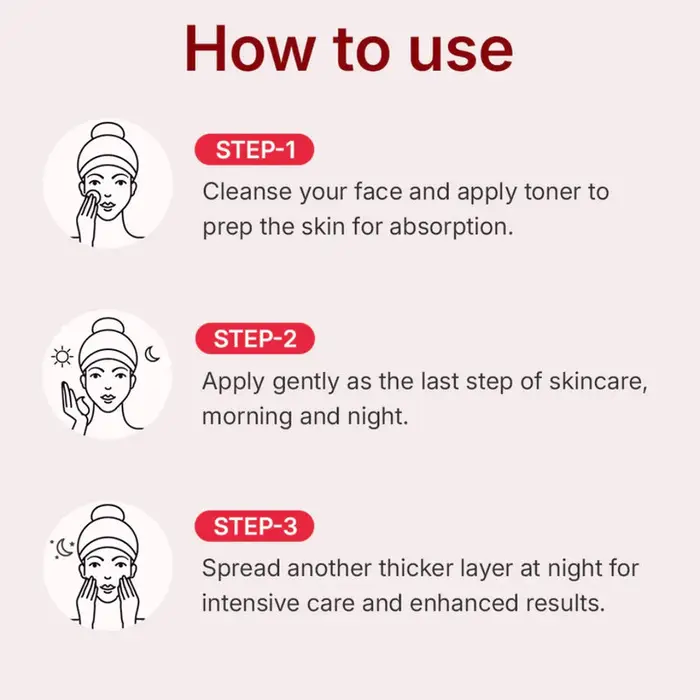 How to use
STEP-1
Cleanse your face and apply toner to
prep the skin for absorption.
STEP-2
Apply gently as the last step of skincare,
morning and night.
STEP-3
Spread another thicker layer at night for
intensive care and enhanced results.